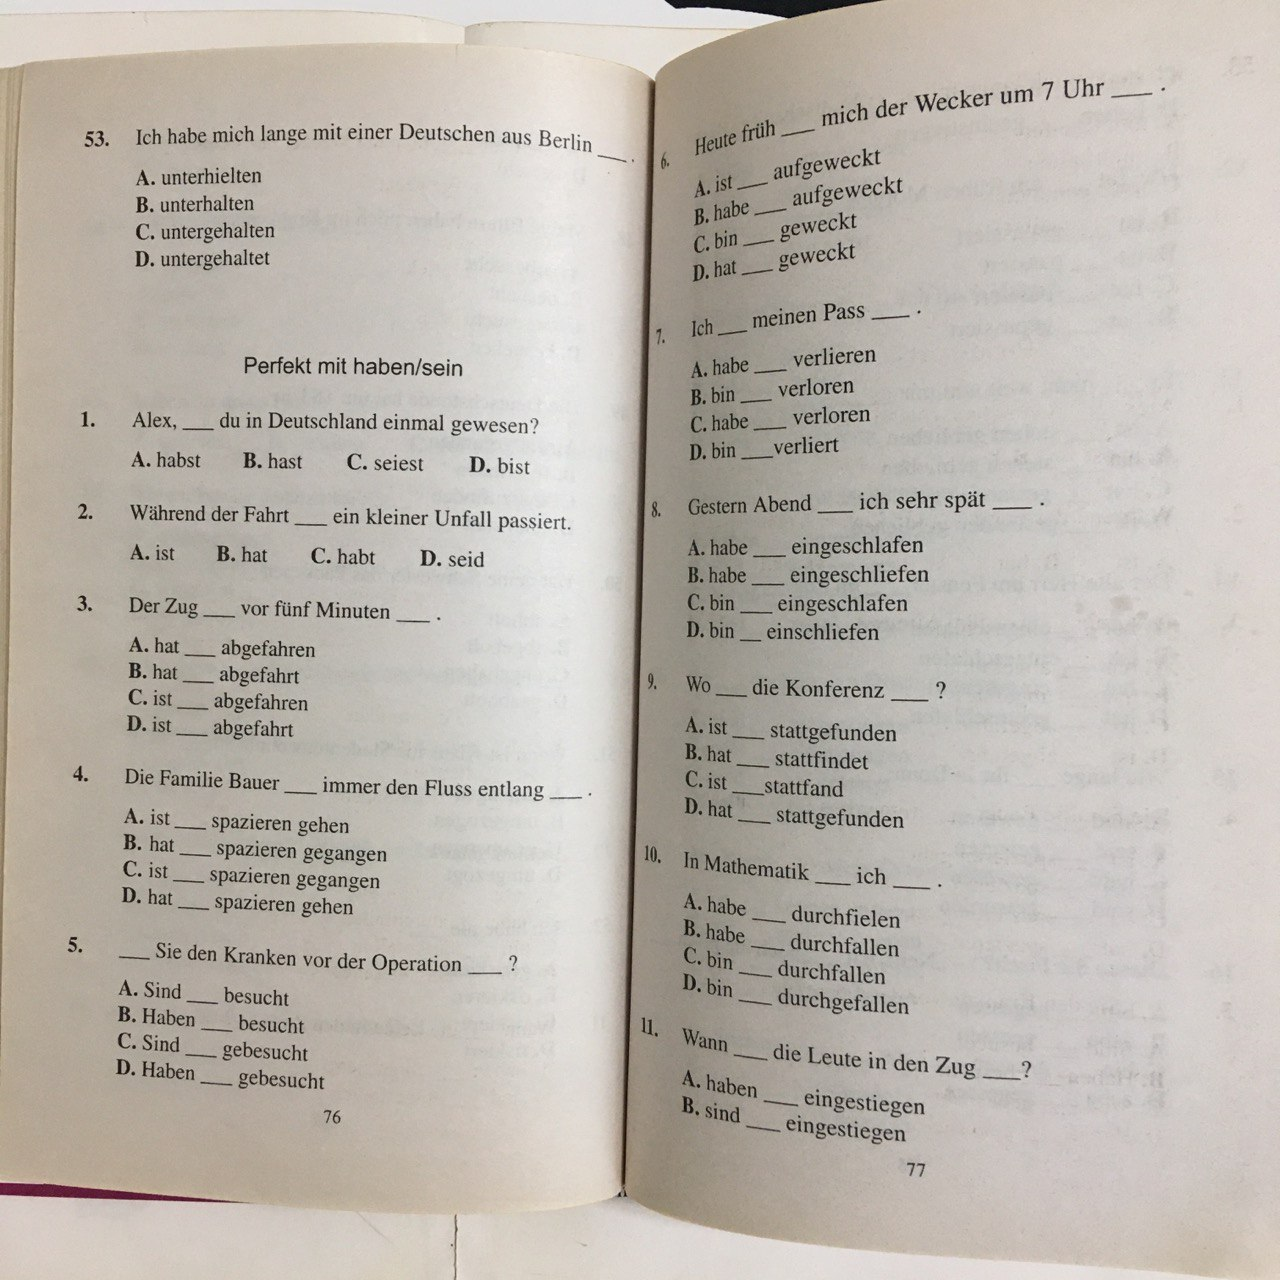 53. Ich habe mich lange mit einer Deutschen aus Berlin ___ .
A. unterhielten
B. unterhalten
C. untergehalten
D. untergehaltet
Perfekt mit haben/sein
1. Alex, ___ du in Deutschland einmal gewesen?
A. habst B. hast C. seiest D. bist
2. Während der Fahrt ___ ein kleiner Unfall passiert.
A. ist B. hat C. habt D. seid
3. Der Zug ___ vor fünf Minuten ___ .
A. hat ___ abgefahren
B. hat ___ abgefahrt
C. ist ___ abgefahren
D. ist ___ abgefahrt
4. Die Familie Bauer ___ immer den Fluss entlang ___ .
A. ist ___ spazieren gehen
B. hat ___ spazieren gegangen
C. ist ___ spazieren gegangen
D. hat ___ spazieren gehen
5. ___ Sie den Kranken vor der Operation ___ ?
A. Sind ___ besucht
B. Haben ___ besucht
C. Sind ___ gebesucht
D. Haben ___ gebesucht
76
6. Heute früh ___ mich der Wecker um 7 Uhr ___ .
A. ist ___ aufgeweckt
B. habe ___ aufgeweckt
C. bin ___ geweckt
D. hat ___ geweckt
7. Ich ___ meinen Pass ___ .
A. habe ___ verlieren
B. bin ___ verloren
C. habe ___ verloren
D. bin ___verliert
8. Gestern Abend ___ ich sehr spät ___ .
A. habe ___ eingeschlafen
B. habe ___ eingeschliefen
C. bin ___ eingeschlafen
D. bin __ einschliefen
9. Wo ___ die Konferenz ___ ?
A. ist ___ stattgefunden
B. hat ___ stattfindet
C. ist ___stattfand
D. hat ___ stattgefunden
10. In Mathematik ___ ich ___ .
A. habe ___ durchfielen
B. habe ___ durchfallen
C. bin ___ durchfallen
D. bin ___ durchgefallen
11. Wann ___ die Leute in den Zug ___?
A. haben ___ eingestiegen
B. sind ___ eingestiegen
77